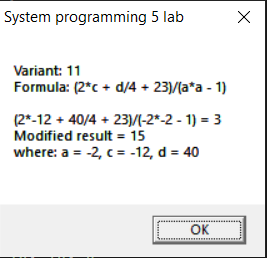 System programming 5 lab
Variant: 11
Formula: (2*c + d/4 + 23)/(a*a - 1)
(2*-12 + 40/4 + 23)/(-2*-2 - 1) = 3
Modified result = 15
where: a = -2, c = -12, d = 40
OK